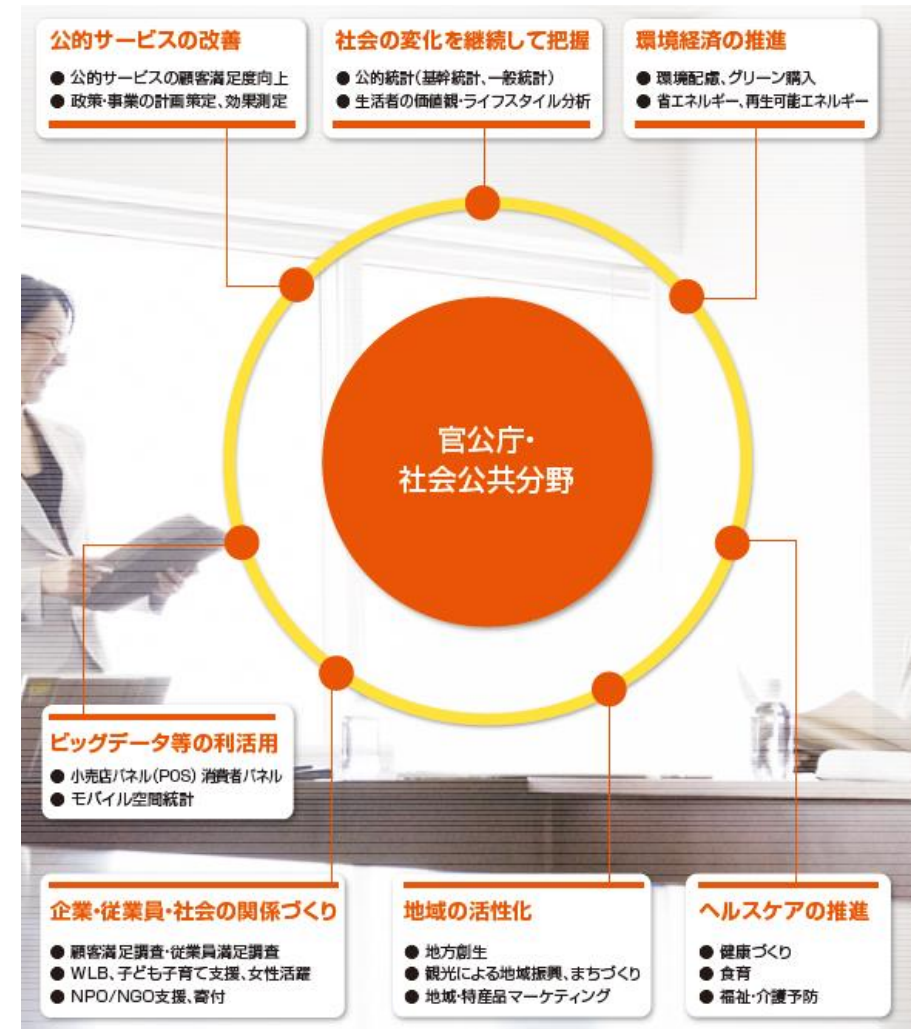 公的サービスの改善
● 公的サービスの顧客満足度向上
● 政策・事業の計画策定、効果測定
社会の変化を継続して把握
● 公的統計(基幹統計、一般統計)
● 生活者の価値観・ライフスタイル分析
環境経済の推進
● 環境配慮、グリーン購入
● 省エネルギー、再生可能エネルギー
官公庁・
社会公共分野
ビッグデータ等の利活用
● 小売店パネル(POS) 消費者パネル
● モバイル空間統計
企業・従業員・社会の関係づくり
● 顧客満足調査・従業員満足調査
● WLB、子ども子育て支援、女性活躍
● NPO/NGO支援、寄付
地域の活性化
● 地方創生
● 観光による地域振興、まちづくり
● 地域・特産品マーケティング
ヘルスケアの推進
● 健康づくり
● 食育
● 福祉・介護予防